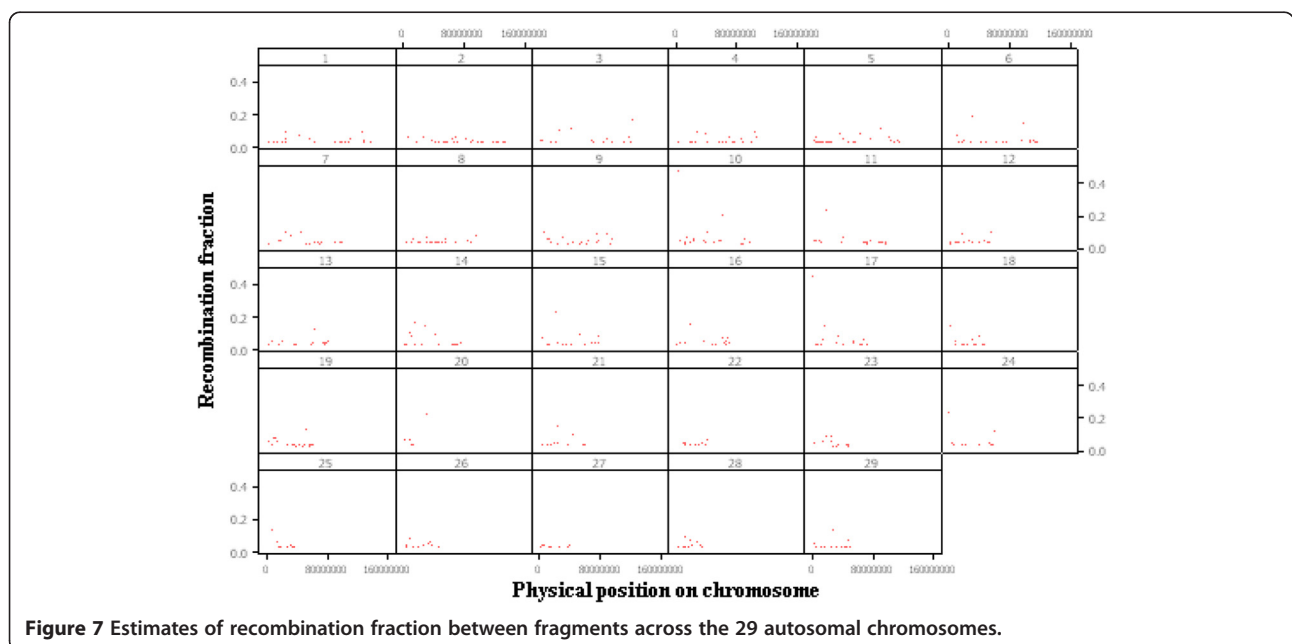 0 80000000 160000000 0 80000000 160000000 0 80000000 160000000
1 2 3 4 5 6
0.4
0.2
0.0
7 8 9 10 11 12
0.4
0.2
0.0
13 14 15 16 17 18
0.4
0.2
0.0
19 20 21 22 23 24
0.4
0.2
0.0
25 26 27 28 29
0.4
0.2
0.0
Recombination fraction
0 80000000 160000000 0 80000000 160000000 0 80000000 160000000
Physical position on chromosome
Figure 7 Estimates of recombination fraction between fragments across the 29 autosomal chromosomes.